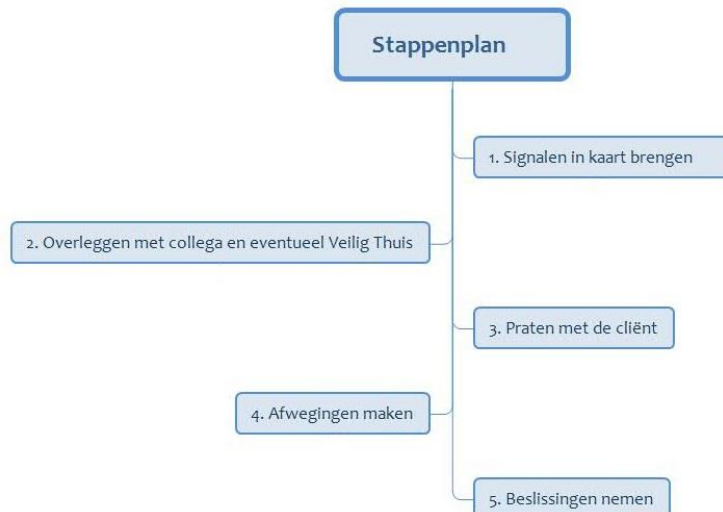 Stappenplan
1. Signalen in kaart brengen
2. Overleggen met collega en eventueel Veilig Thuis
3. Praten met de cliënt
4. Afwegingen maken
5. Beslissingen nemen